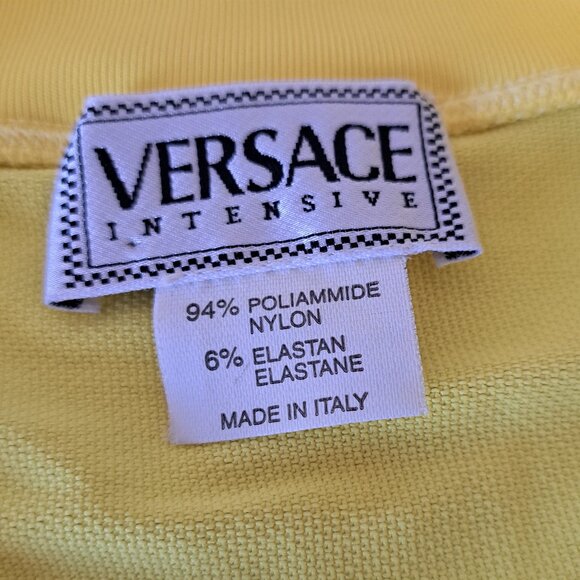 VERSACE
INTENSIVE
94% POLIAMMIDE
NYLON
6% ELASTAN
ELASTANE
MADE IN ITALY